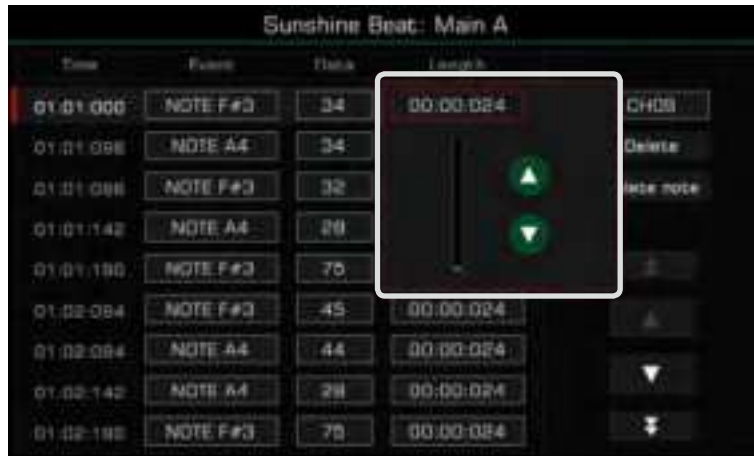 Sunshine Beat: Main A
Time Event Data Length
01:01:000 NOTE F#3 34 00:00:024 CH08
01:01:096 NOTE A4 34 Delete
01:01:096 NOTE F#3 32 note
01:01:142 NOTE A4 28
01:01:190 NOTE F#3 75
01:02:094 NOTE F#3 45 00:00:024
01:02:094 NOTE A4 44 00:00:024
01:02:142 NOTE A4 28 00:00:024
01:02:190 NOTE F#3 75 00:00:024